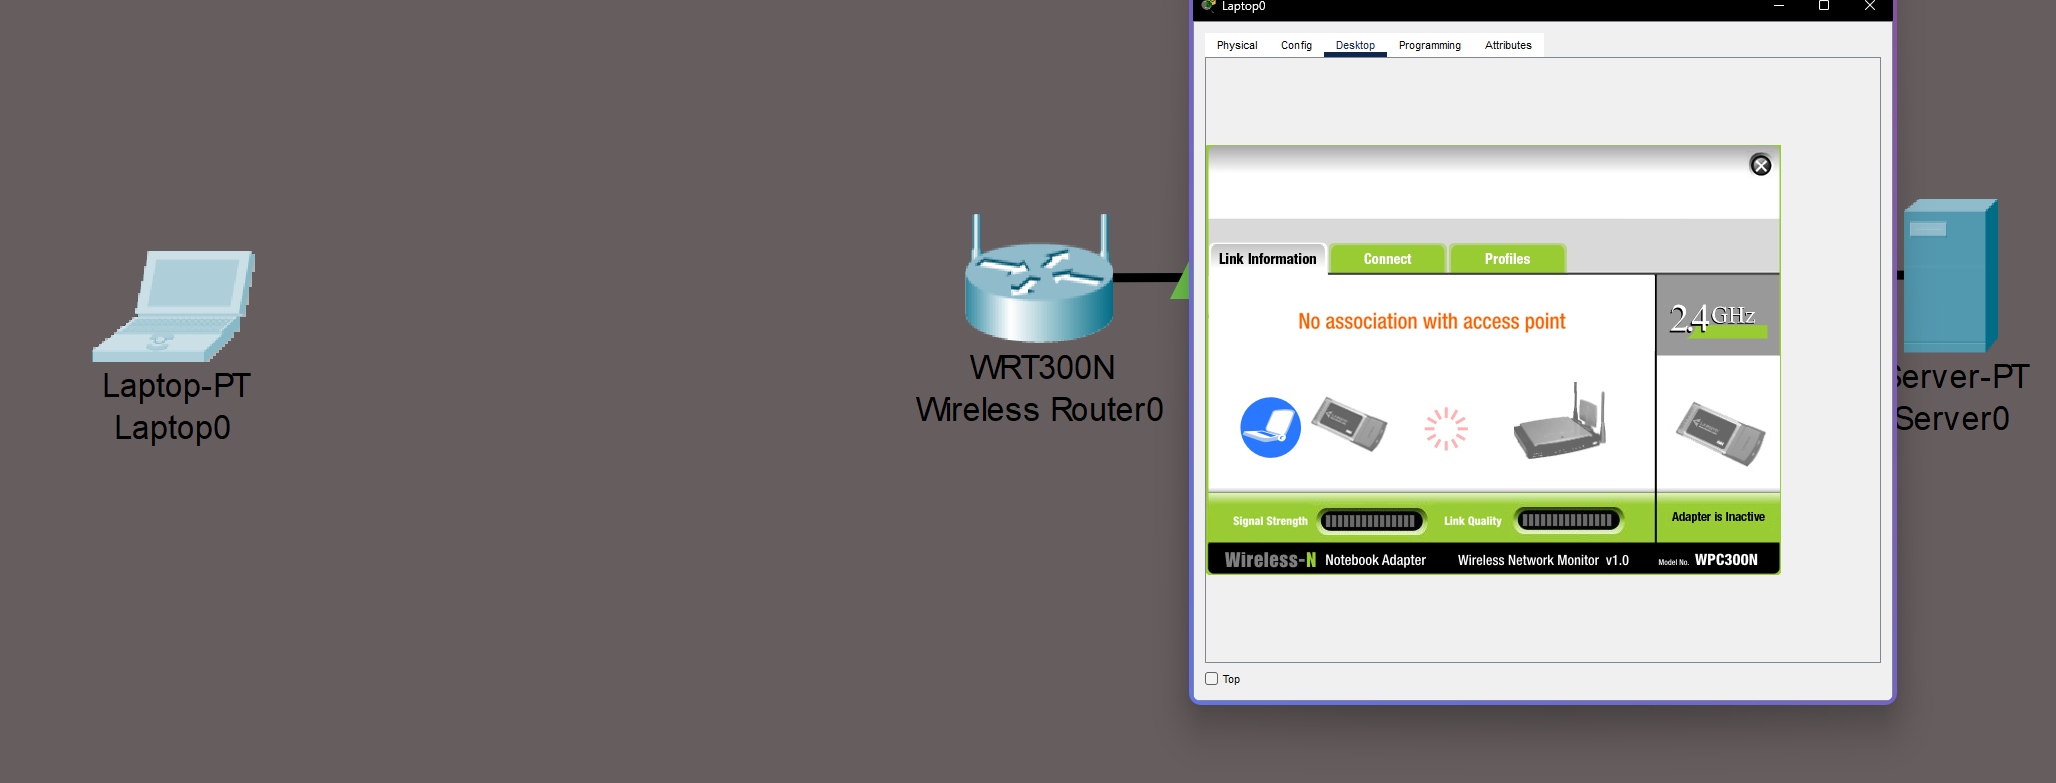 Laptop0
Physical Config Desktop Programming Attributes
Link Information Connect Profiles
No association with access point
2.4GHz
Signal Strength Link Quality Adapter is Inactive
Wireless-N Notebook Adapter Wireless Network Monitor v1.0 Model No. WPC300N
Top
Laptop-PT
Laptop0
WRT300N
Wireless Router0
Server-PT
Server0